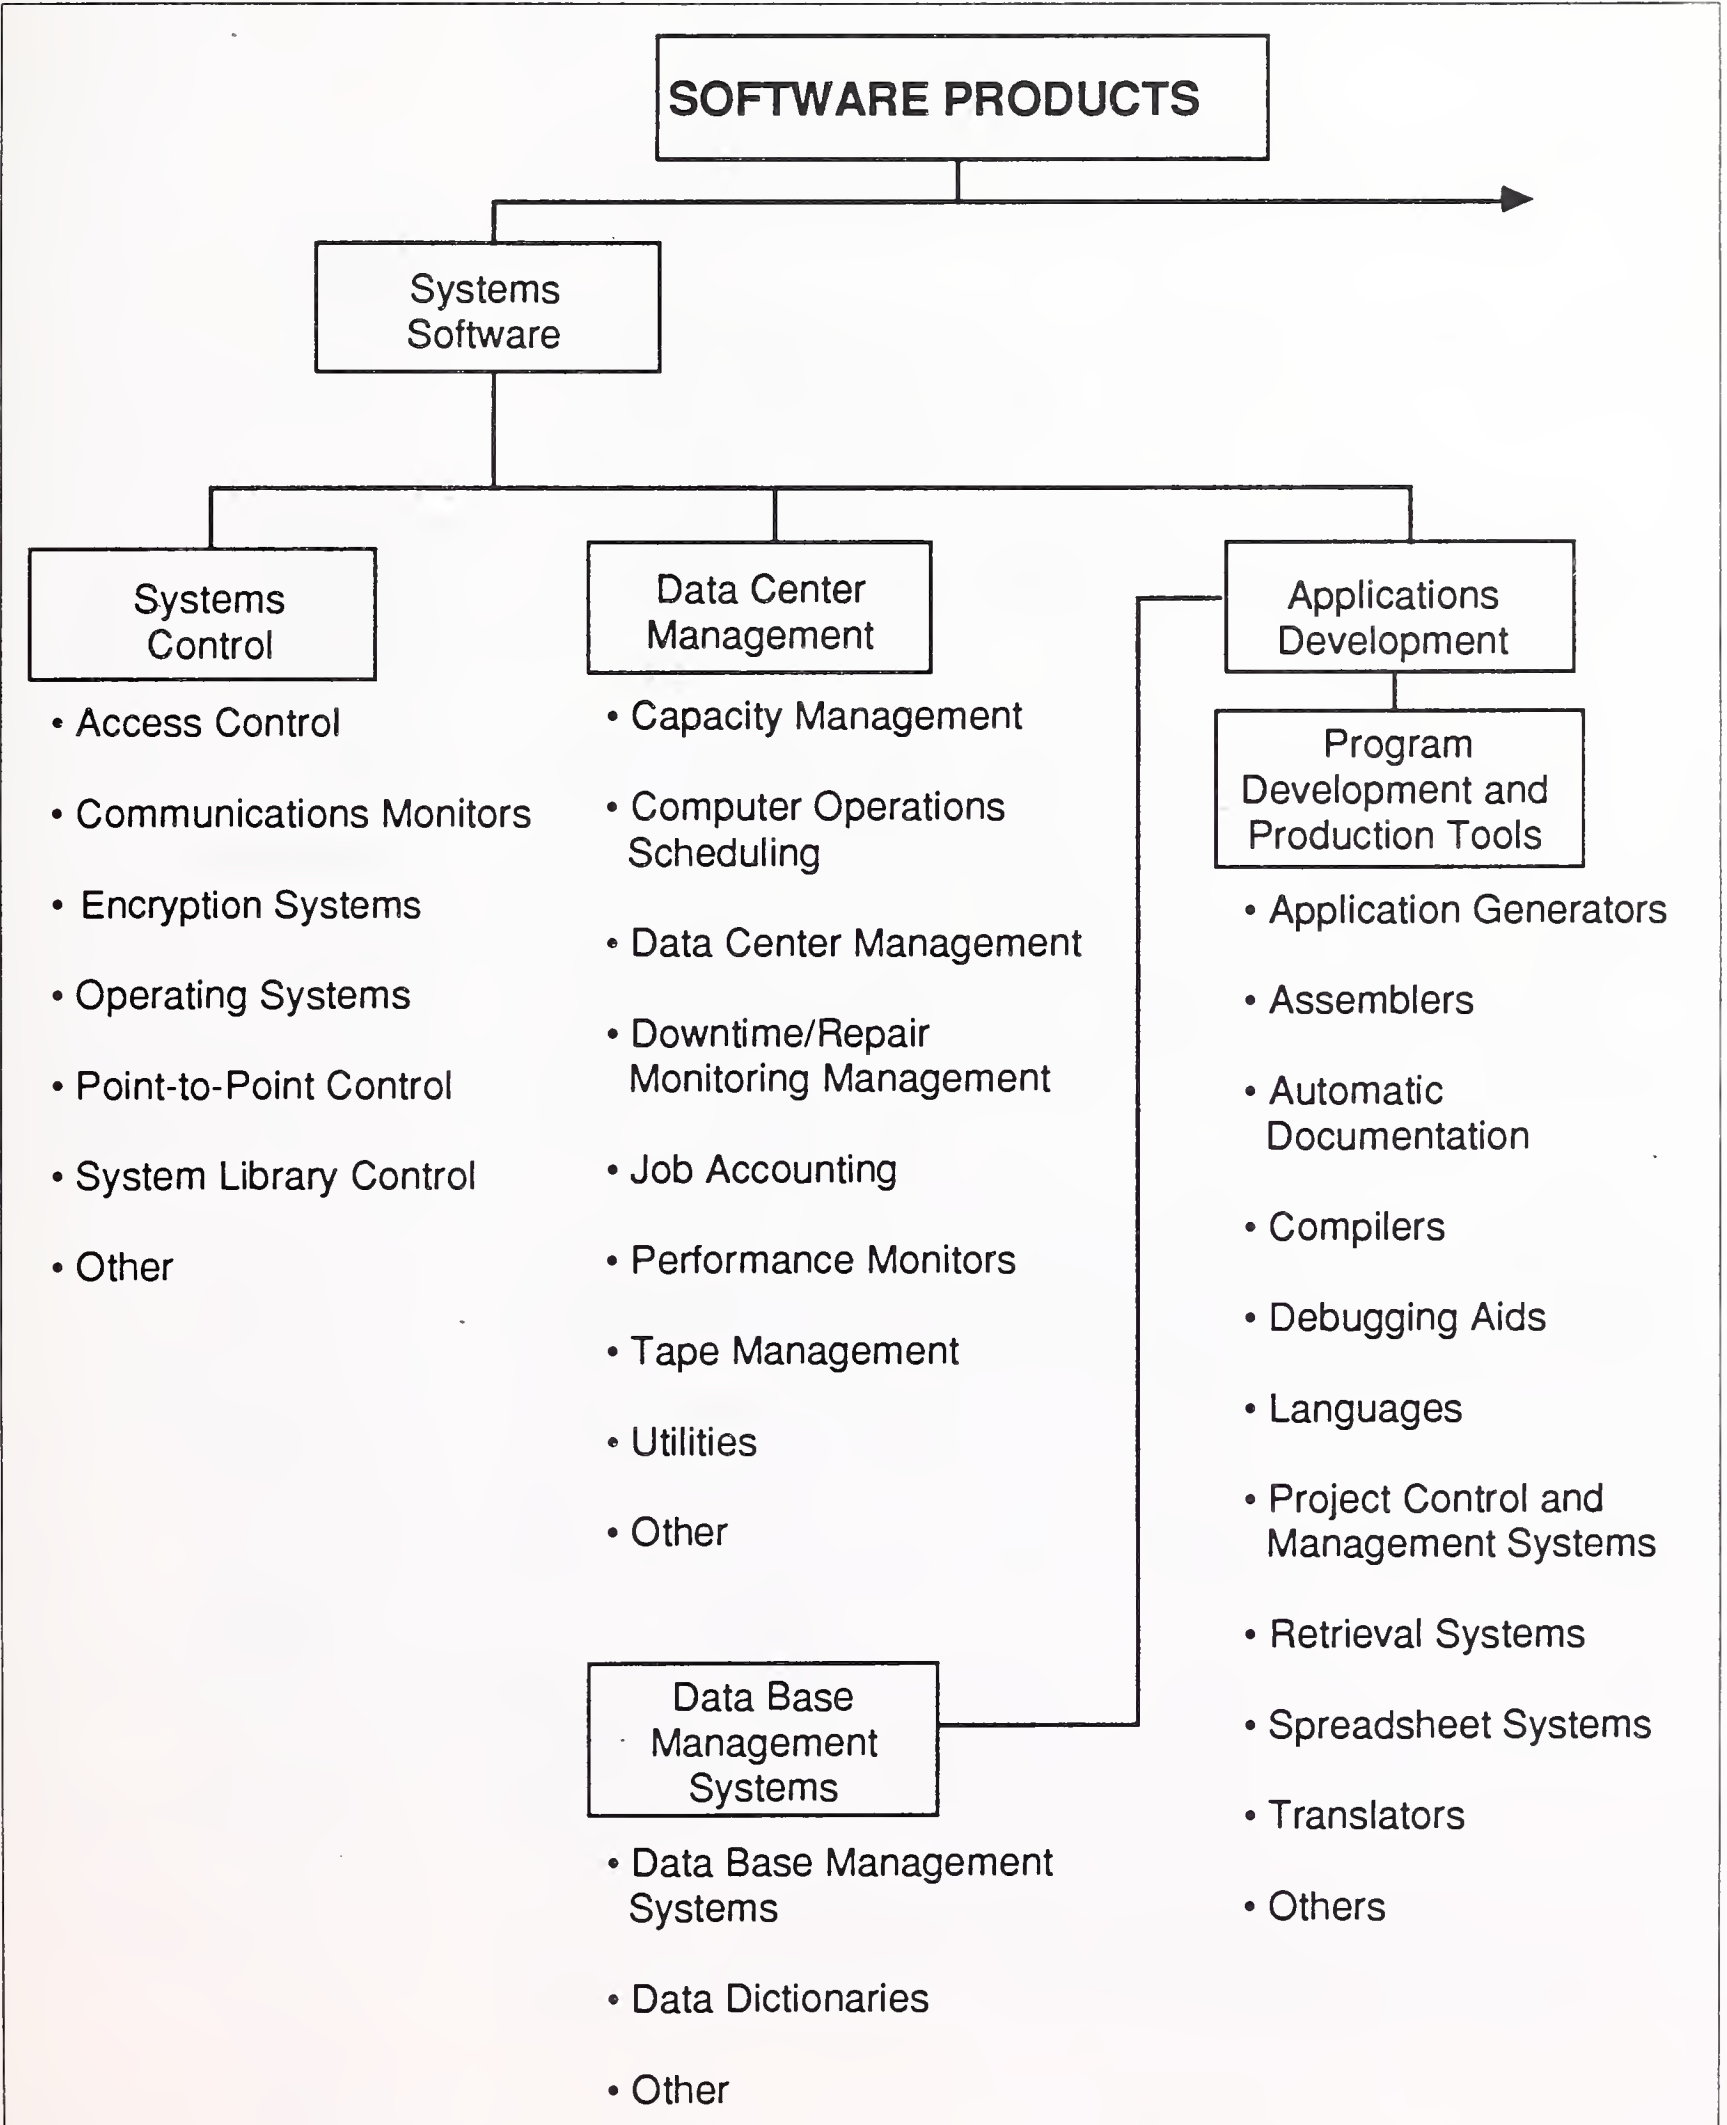 SOFTWARE PRODUCTS
Systems
Software
Systems
Control
• Access Control
• Communications Monitors
• Encryption Systems
• Operating Systems
• Point-to-Point Control
• System Library Control
• Other
Data Center
Management
• Capacity Management
• Computer Operations
Scheduling
• Data Center Management
• Downtime/Repair
Monitoring Management
• Job Accounting
• Performance Monitors
• Tape Management
• Utilities
• Other
Applications
Development
Program
Development and
Production Tools
• Application Generators
• Assemblers
• Automatic
Documentation
• Compilers
• Debugging Aids
• Languages
• Project Control and
Management Systems
• Retrieval Systems
• Spreadsheet Systems
• Translators
• Others
Data Base
Management
Systems
• Data Base Management
Systems
• Data Dictionaries
• Other